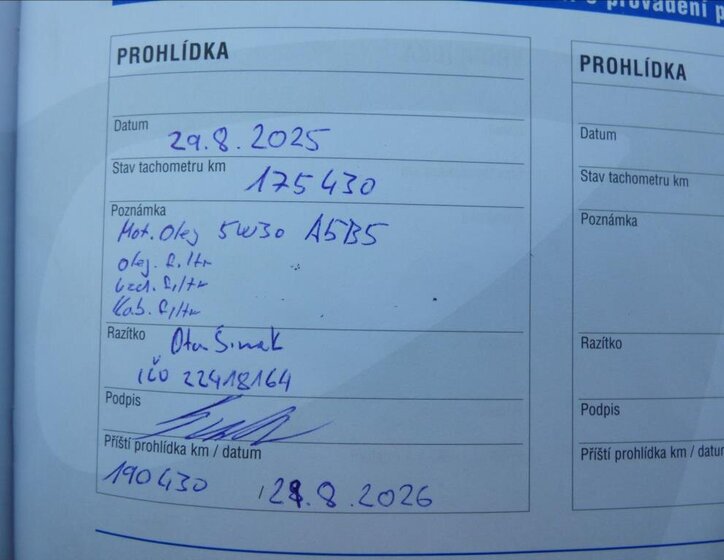 provádění p
PROHLÍDKA
Datum 29.8.2025
Stav tachometru km 175430
Poznámka
Mot. Olej 5W30 A5B5
olej. filtr
vzd. filtr
Kab. filtr
Razítko Ota Šimák
IČO 22418164
Podpis
Příští prohlídka km / datum
190430 / 28.8.2026
PROHLÍDKA
Datum
Stav tachometru km
Poznámka
Razítko
Podpis
Příští prohlídka km / datum